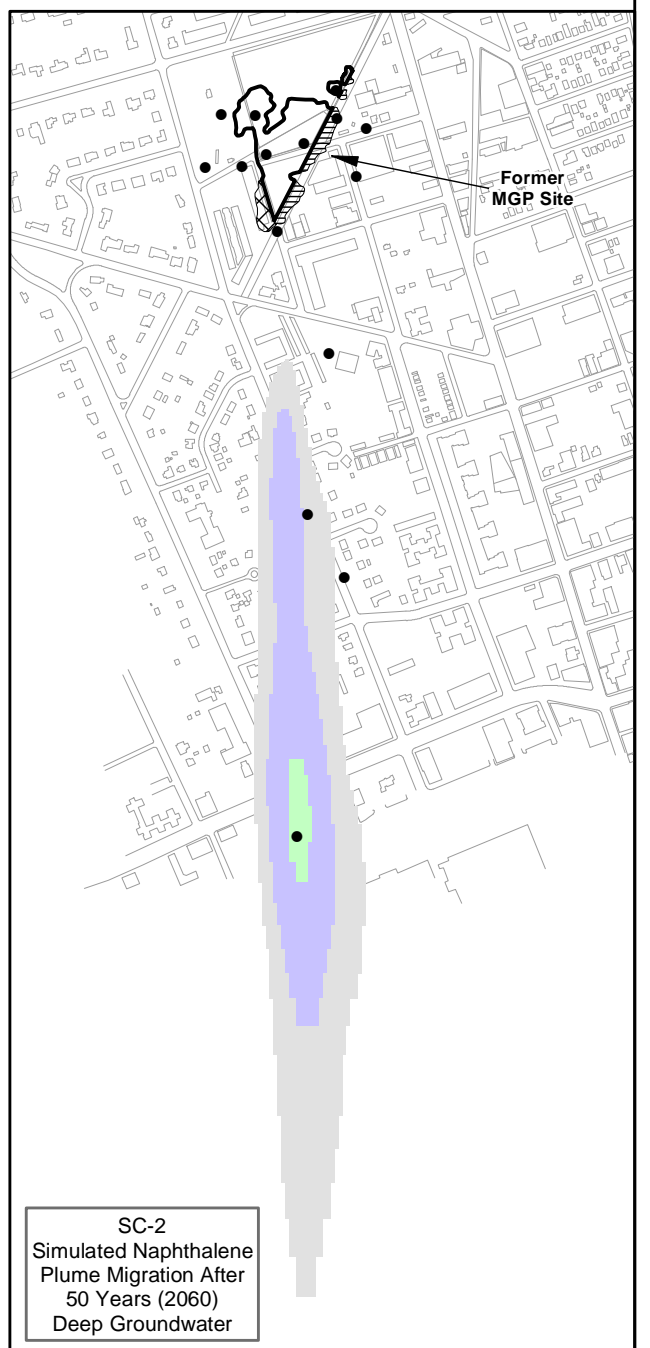 Former
MGP Site
SC-2
Simulated Naphthalene
Plume Migration After
50 Years (2060)
Deep Groundwater